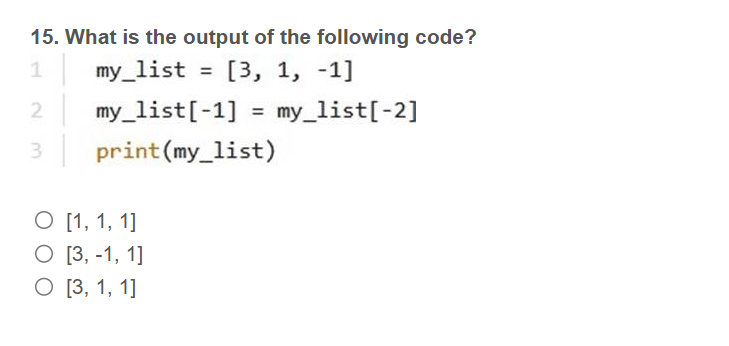 15. What is the output of the following code?
1 my_list = [3, 1, -1]
2 my_list[-1] = my_list[-2]
3 print(my_list)
[1, 1, 1]
[3, -1, 1]
[3, 1, 1]